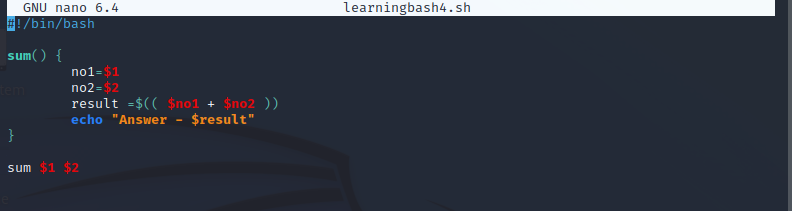 GNU nano 6.4 learningbash4.sh
#!/bin/bash
sum() {
no1=$1
no2=$2
result =$(( $no1 + $no2 ))
echo "Answer - $result"
}
sum $1 $2